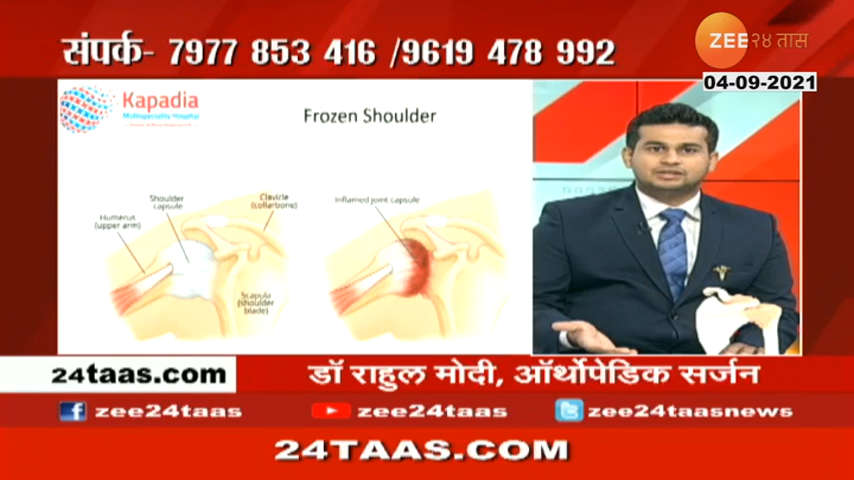 संपर्क- 7977 853 416 /9619 478 992
ZEE २४ तास
04-09-2021
Kapadia
Multispeciality Hospital
Frozen Shoulder
Shoulder
capsule
Clavicle
(collarbone)
Humerus
(upper arm)
Scapula
(shoulder
blade)
Inflamed joint capsule
24taas.com
डॉ राहुल मोदी, ऑर्थोपेडिक सर्जन
zee24taas
zee24taas
zee24taasnews
24TAAS.COM